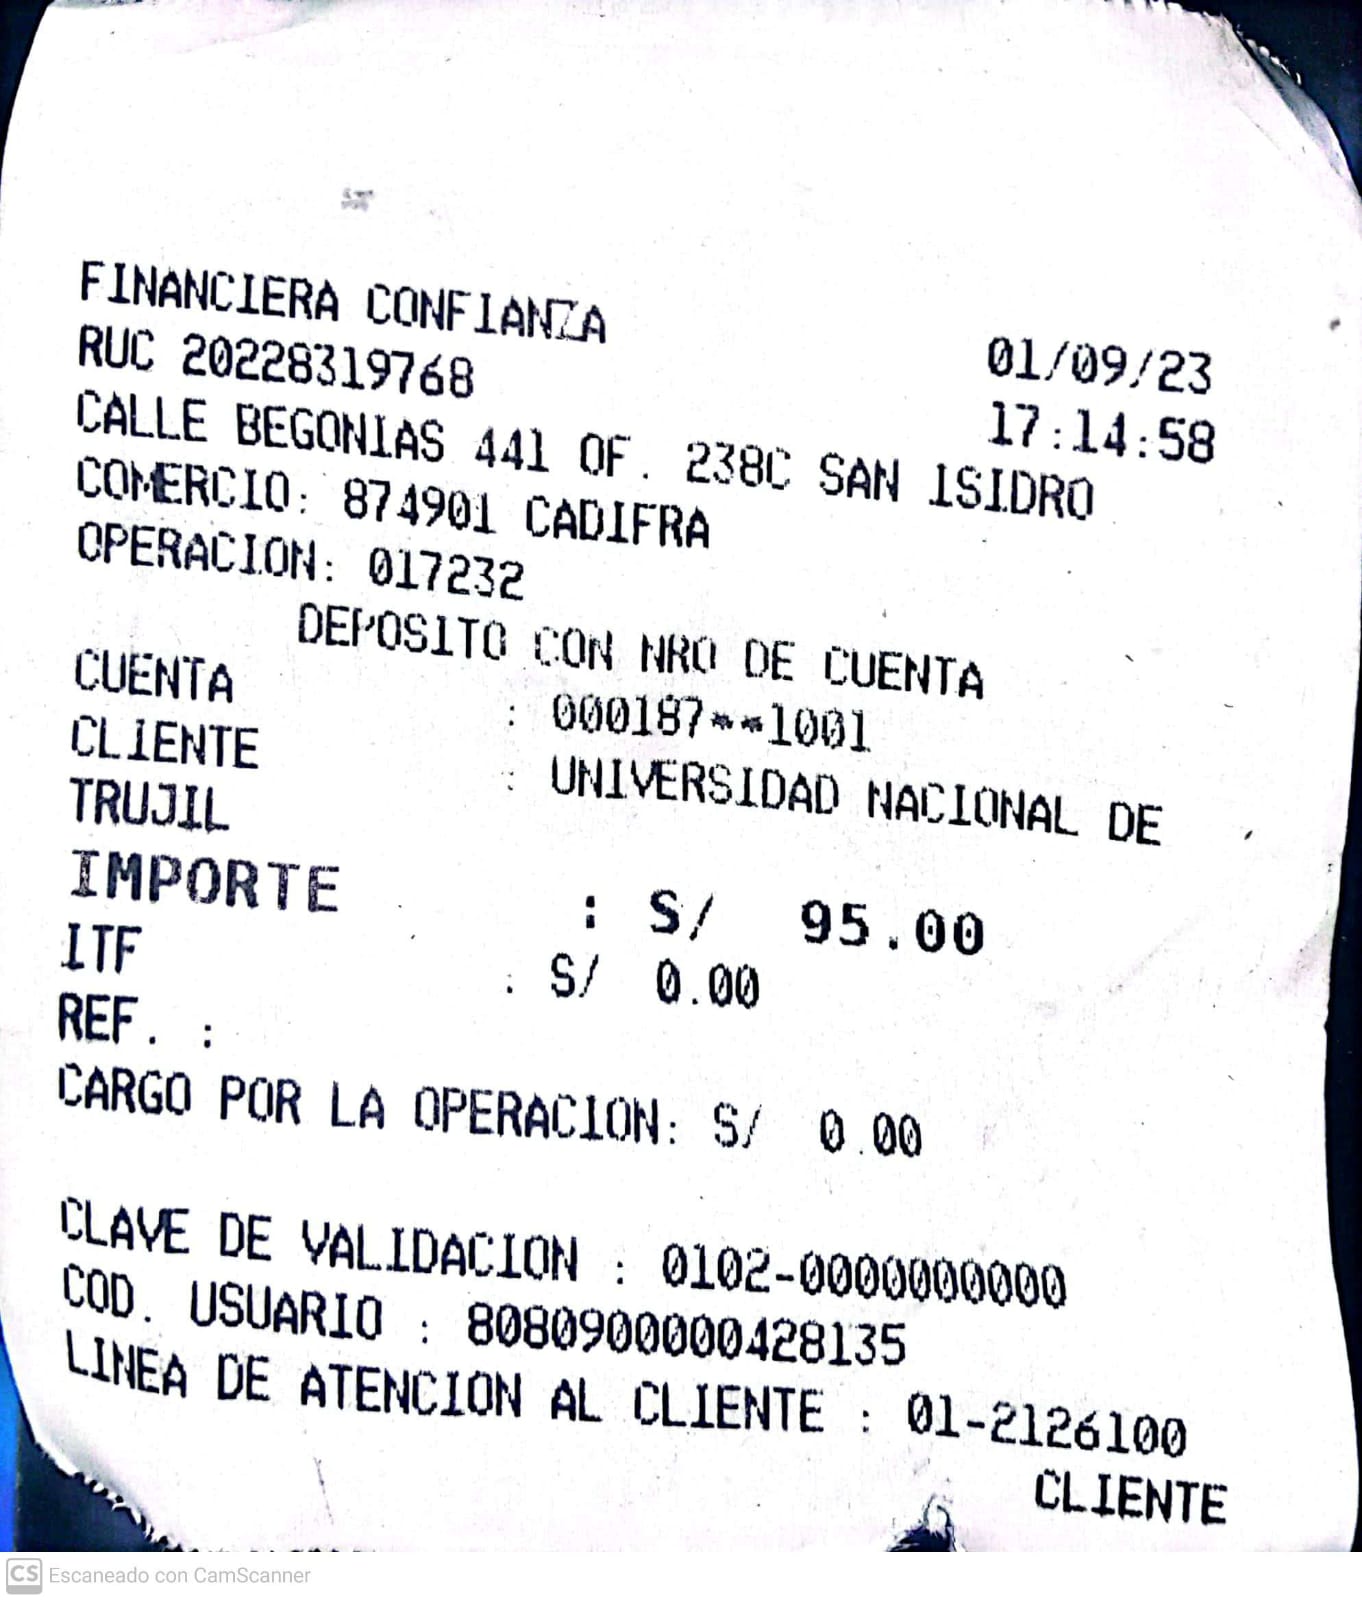 FINANCIERA CONFIANZA
RUC 20228319768 01/09/23
CALLE BEGONIAS 441 OF. 238C SAN ISIDRO 17:14:58
COMERCIO: 874901 CADIFRA
OPERACION: 017232
DEPOSITO CON NRO DE CUENTA
CUENTA : 000187**1001
CLIENTE : UNIVERSIDAD NACIONAL DE
TRUJIL
IMPORTE : S/ 95.00
ITF : S/ 0.00
REF. :
CARGO POR LA OPERACION: S/ 0.00
CLAVE DE VALIDACION : 0102-0000000000
COD. USUARIO : 8080900000428135
LINEA DE ATENCION AL CLIENTE : 01-2126100
CLIENTE
CS Escaneado con CamScanner